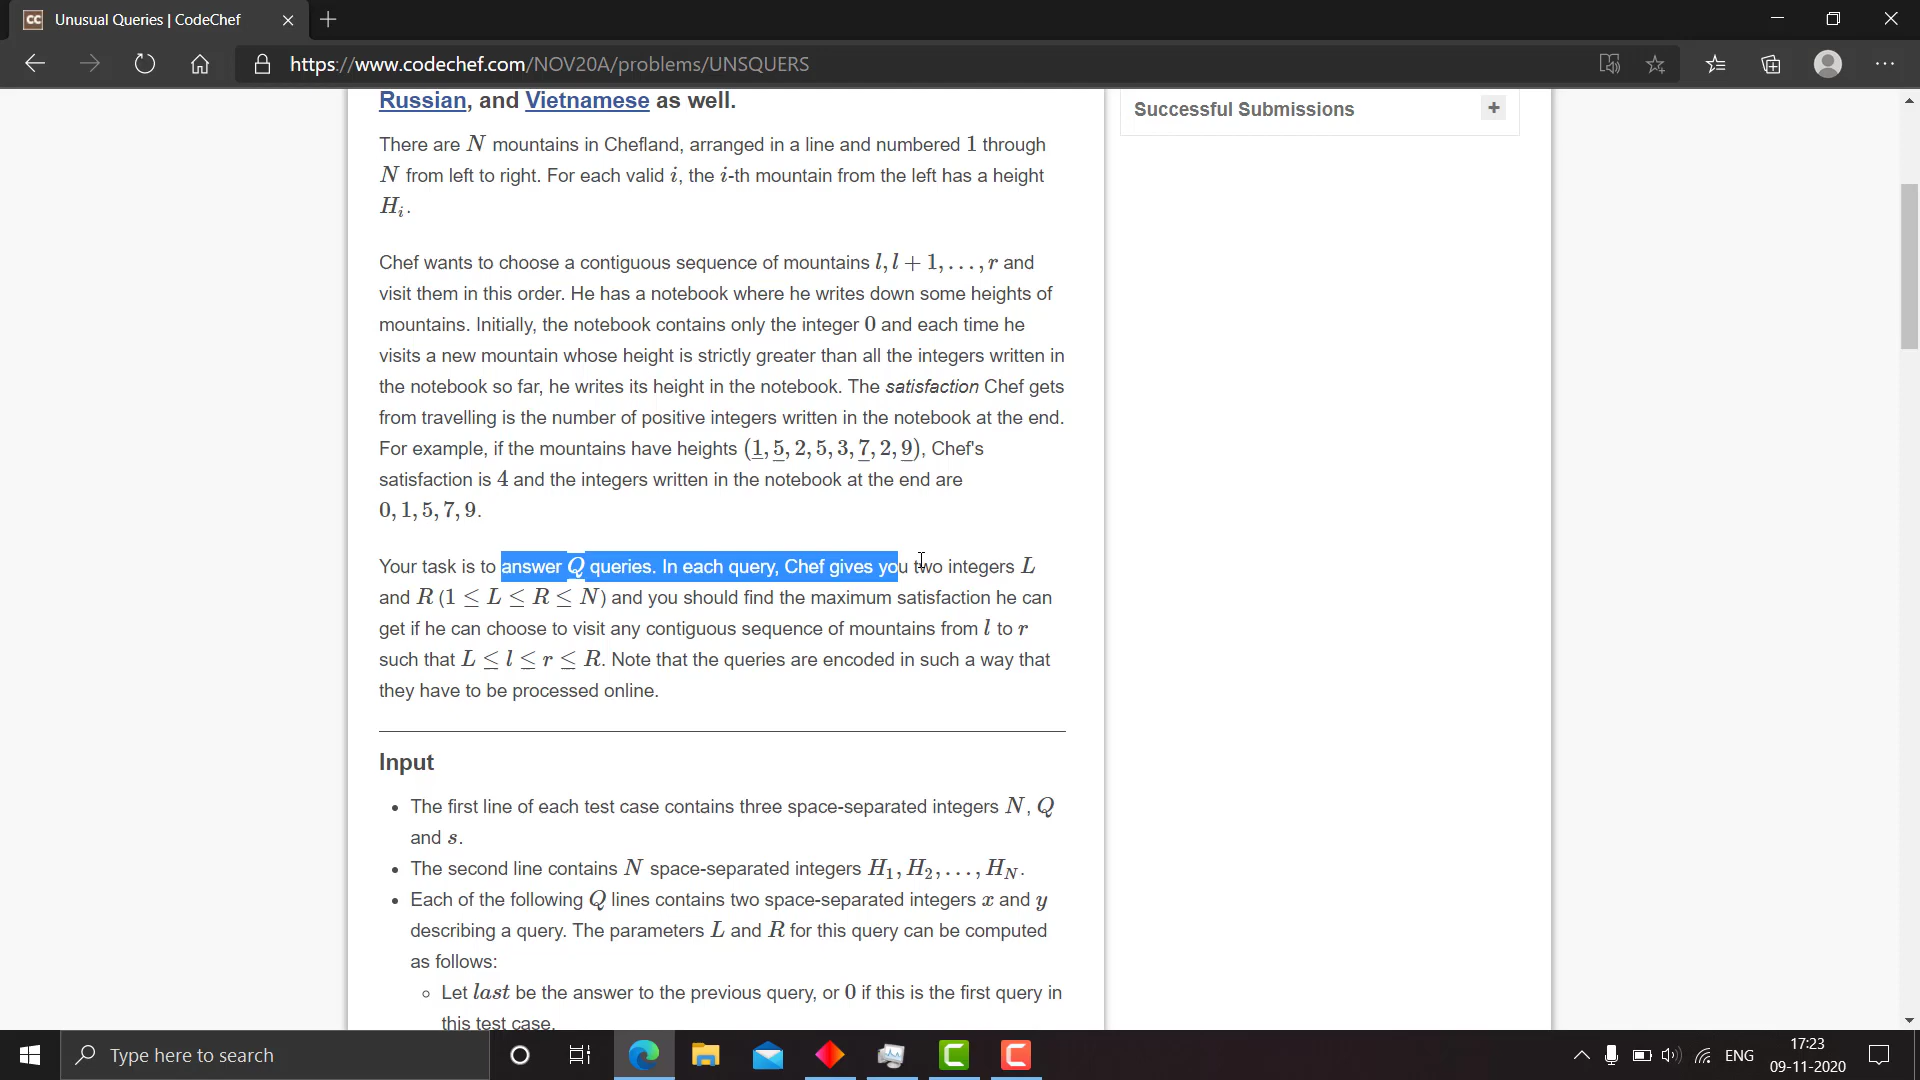 Unusual Queries | CodeChef
https://www.codechef.com/NOV20A/problems/UNSQUERS
Russian, and Vietnamese as well.
There are N mountains in Chefland, arranged in a line and numbered 1 through
N from left to right. For each valid i, the i-th mountain from the left has a height
H_i.
Chef wants to choose a contiguous sequence of mountains l, l + 1, . . . , r and
visit them in this order. He has a notebook where he writes down some heights of
mountains. Initially, the notebook contains only the integer 0 and each time he
visits a new mountain whose height is strictly greater than all the integers written in
the notebook so far, he writes its height in the notebook. The satisfaction Chef gets
from travelling is the number of positive integers written in the notebook at the end.
For example, if the mountains have heights (1, 5, 2, 5, 3, 7, 2, 9), Chef's
satisfaction is 4 and the integers written in the notebook at the end are
0, 1, 5, 7, 9.
Your task is to answer Q queries. In each query, Chef gives you two integers L
and R (1 ≤ L ≤ R ≤ N) and you should find the maximum satisfaction he can
get if he can choose to visit any contiguous sequence of mountains from l to r
such that L ≤ l ≤ r ≤ R. Note that the queries are encoded in such a way that
they have to be processed online.
Input
• The first line of each test case contains three space-separated integers N, Q
and s.
• The second line contains N space-separated integers H_1, H_2, . . . , H_N.
• Each of the following Q lines contains two space-separated integers x and y
describing a query. The parameters L and R for this query can be computed
as follows:
◦ Let last be the answer to the previous query, or 0 if this is the first query in
this test case.
Successful Submissions +
Type here to search
ENG
17:23
09-11-2020